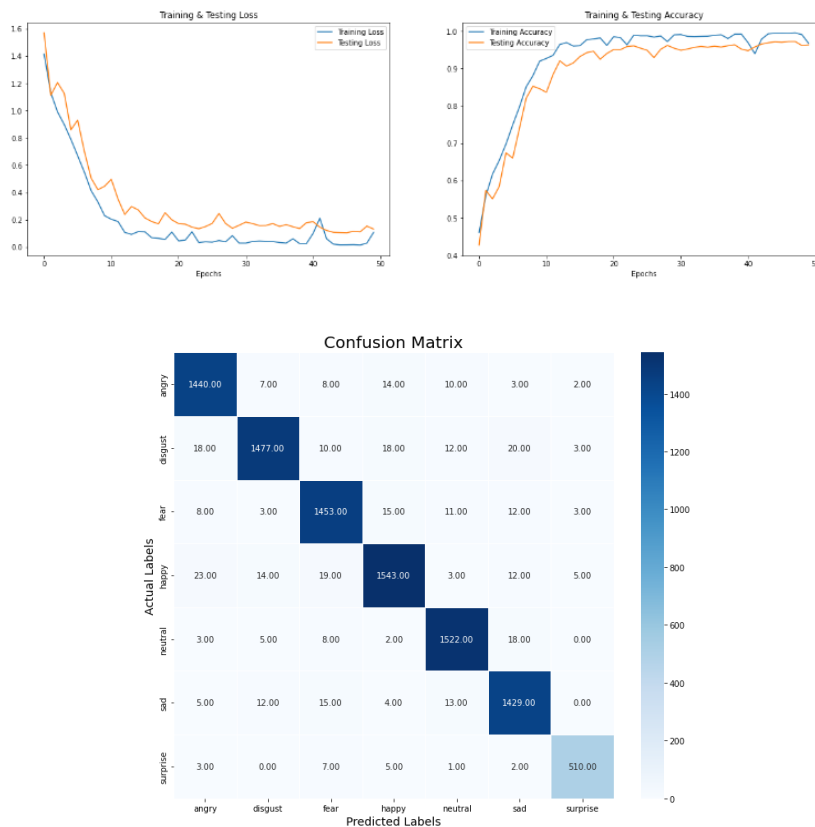 Training & Testing Loss
Training Loss
Testing Loss
1.6
1.4
1.2
1.0
0.8
0.6
0.4
0.2
0.0
0 10 20 30 40 50
Epochs
Training & Testing Accuracy
Training Accuracy
Testing Accuracy
1.0
0.9
0.8
0.7
0.6
0.5
0.4
0 10 20 30 40 50
Epochs
Confusion Matrix
Actual Labels
angry 1440.00 7.00 8.00 14.00 10.00 3.00 2.00
disgust 18.00 1477.00 10.00 18.00 12.00 20.00 3.00
fear 8.00 3.00 1453.00 15.00 11.00 12.00 3.00
happy 23.00 14.00 19.00 1543.00 3.00 12.00 5.00
neutral 3.00 5.00 8.00 2.00 1522.00 18.00 0.00
sad 5.00 12.00 15.00 4.00 13.00 1429.00 0.00
surprise 3.00 0.00 7.00 5.00 1.00 2.00 510.00
angry disgust fear happy neutral sad surprise
Predicted Labels
1400
1200
1000
800
600
400
200
0